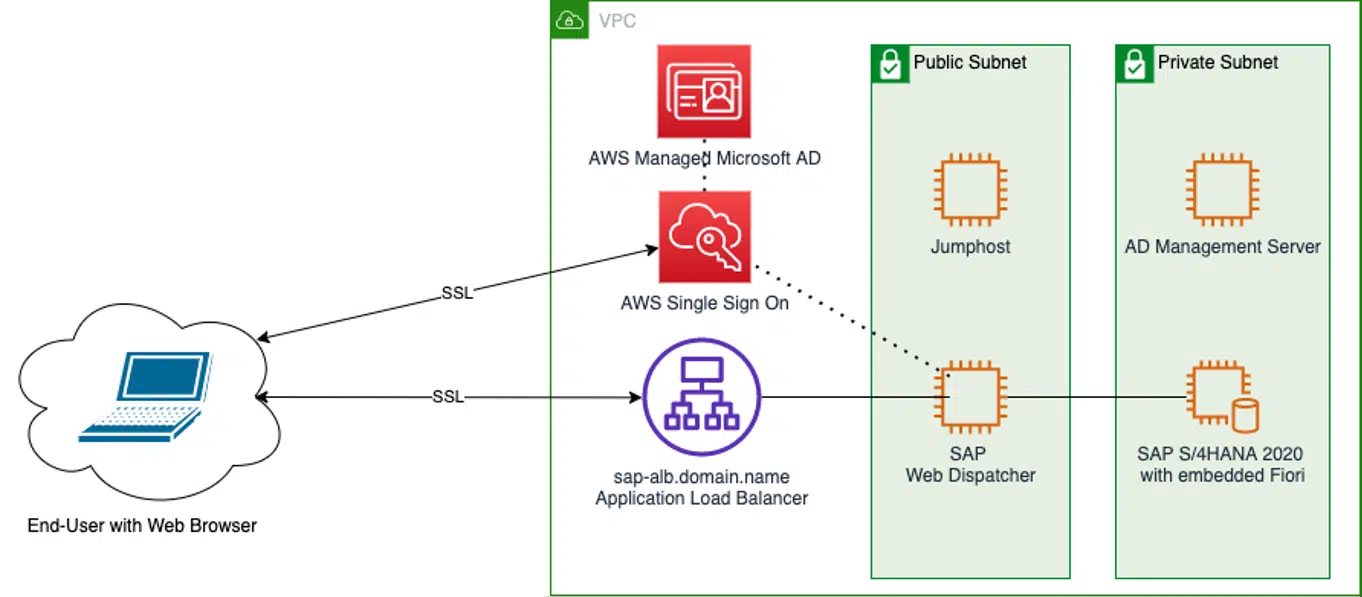 VPC
Public Subnet
Private Subnet
AWS Managed Microsoft AD
Jumphost
AD Management Server
SSL
AWS Single Sign On
SSL
SAP
Web Dispatcher
SAP S/4HANA 2020
with embedded Fiori
sap-alb.domain.name
Application Load Balancer
End-User with Web Browser